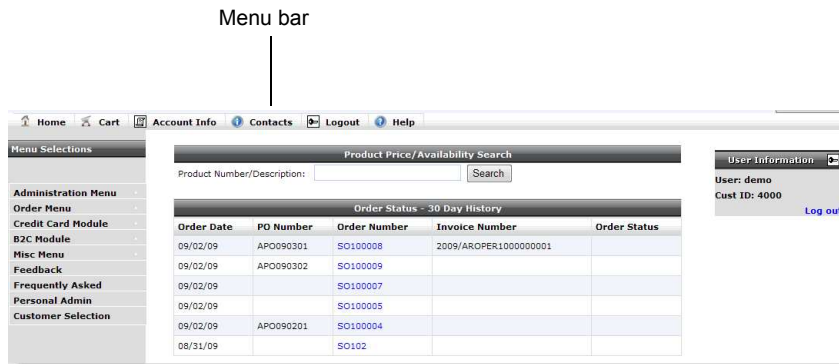 Menu bar
Home Cart Account Info Contacts Logout Help
Menu Selections
Administration Menu
Order Menu
Credit Card Module
B2C Module
Misc Menu
Feedback
Frequently Asked
Personal Admin
Customer Selection
Product Price/Availability Search
Product Number/Description: Search
Order Status - 30 Day History
Order Date PO Number Order Number Invoice Number Order Status
09/02/09 APO090301 SO100008 2009/AROPER1000000001
09/02/09 APO090302 SO100009
09/02/09 SO100007
09/02/09 SO100005
09/02/09 APO090201 SO100004
08/31/09 SO102
User Information
User: demo
Cust ID: 4000
Log out